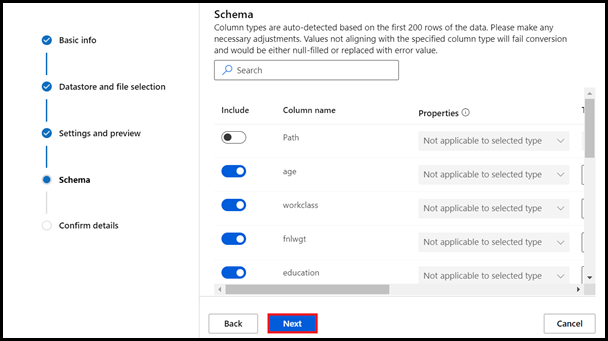 Schema
Column types are auto-detected based on the first 200 rows of the data. Please make any
necessary adjustments. Values not aligning with the specified column type will fail conversion
and would be either null-filled or replaced with error value.
Search
Basic info
Datastore and file selection
Settings and preview
Schema
Confirm details
Include Column name Properties
Path Not applicable to selected type
age Not applicable to selected type
workclass Not applicable to selected type
fnlwgt Not applicable to selected type
education Not applicable to selected type
Back Next Cancel